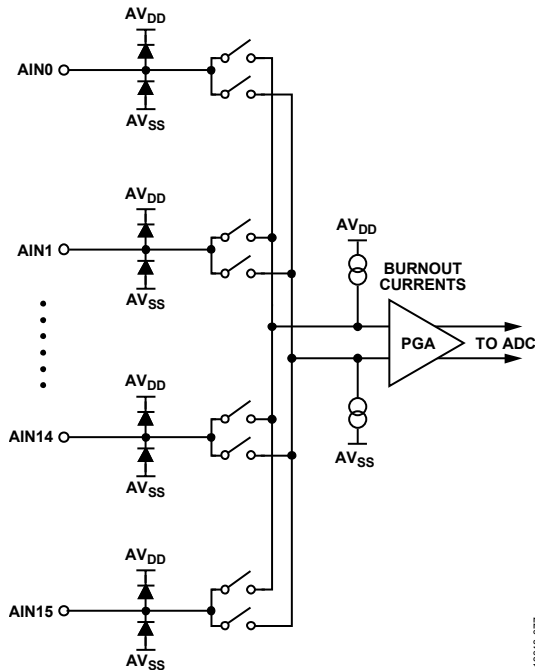 AVDD
AIN0
AVSS
AVDD
AIN1
AVSS
AVDD
BURNOUT
CURRENTS
PGA
TO ADC
AVDD
AIN14
AVSS
AVSS
AVDD
AIN15
AVSS